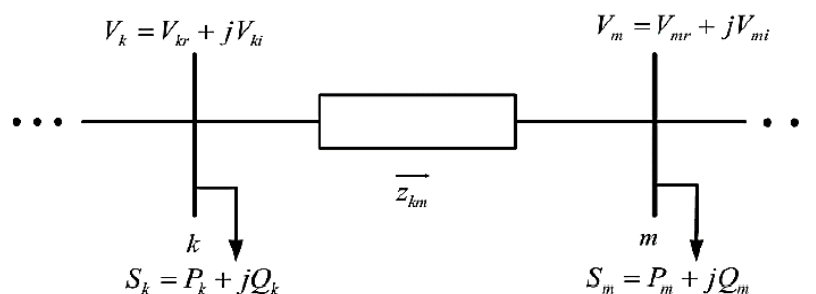 V_k = V_kr + jV_ki
V_m = V_mr + jV_mi
z_km
k
m
S_k = P_k + jQ_k
S_m = P_m + jQ_m